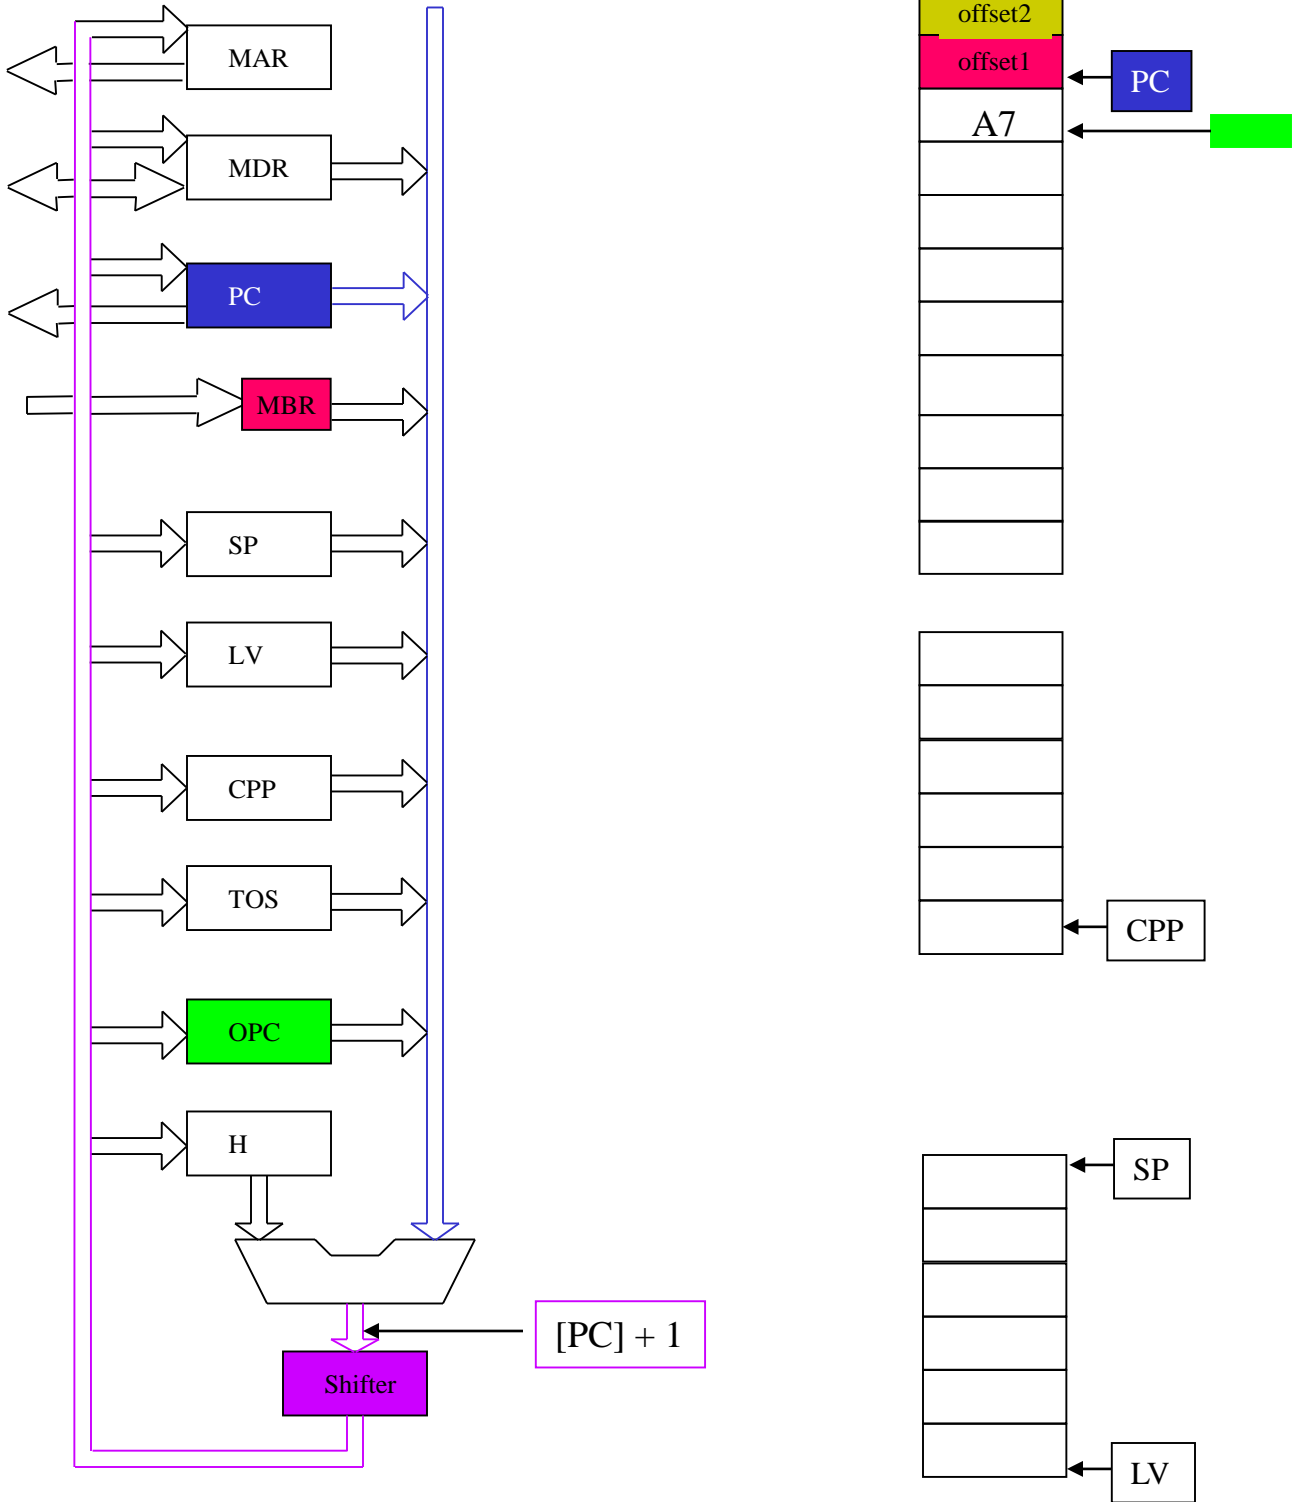 MAR
MDR
PC
MBR
SP
LV
CPP
TOS
OPC
H
[PC] + 1
Shifter
offset2
offset1
PC
A7
CPP
SP
LV